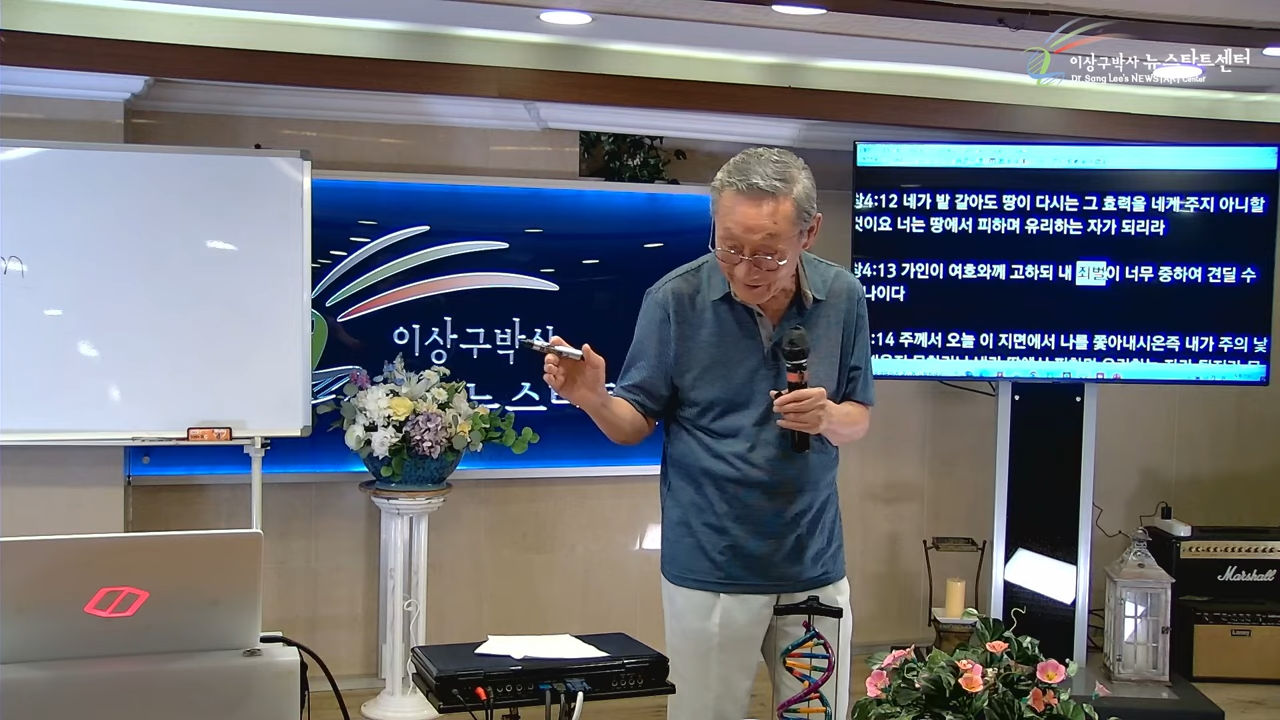 이상구박사 뉴스타트센터
Dr Sang Lee's NEWSTART Center
4:12 네가 밭 갈아도 땅이 다시는 그 효력을 네게 주지 아니할
것이요 너는 땅에서 피하며 유리하는 자가 되리라
4:13 가인이 여호와께 고하되 내 죄벌이 너무 중하여 견딜 수
나이다
:14 주께서 오늘 이 지면에서 나를 쫓아내시온즉 내가 주의 낯
이상구박사
뉴스
Marshall
Laney